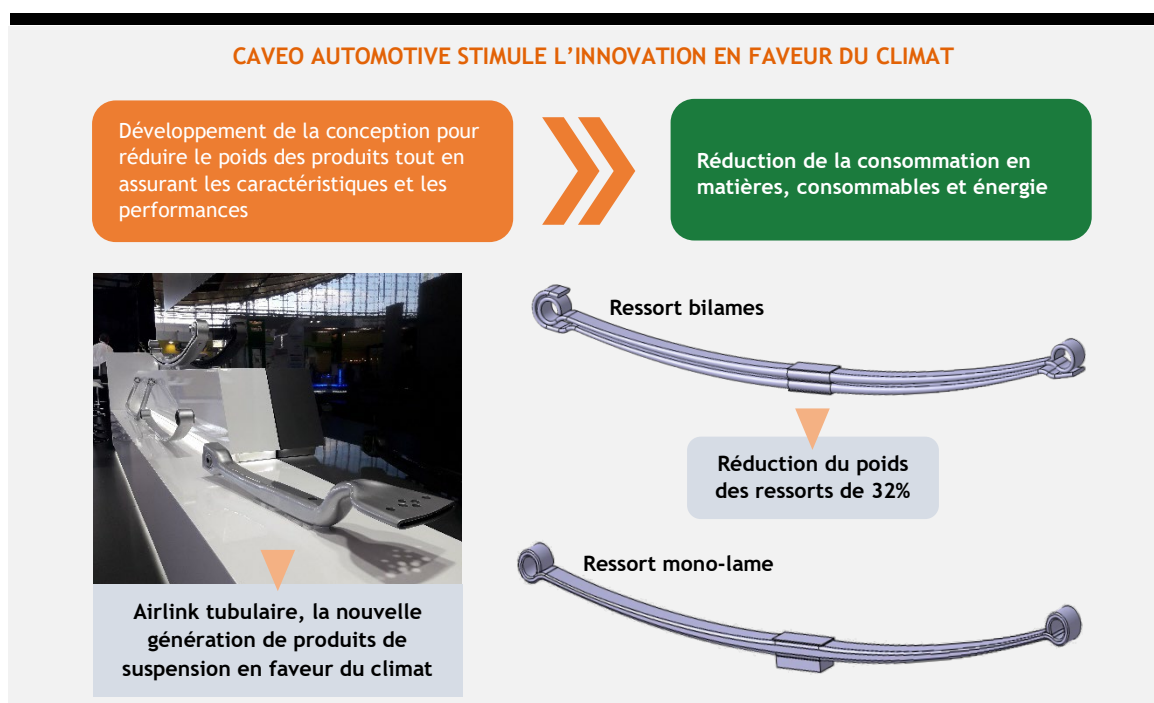 CAVEO AUTOMOTIVE STIMULE L’INNOVATION EN FAVEUR DU CLIMAT
Développement de la conception pour
réduire le poids des produits tout en
assurant les caractéristiques et les
performances
Réduction de la consommation en
matières, consommables et énergie
Ressort bilames
Réduction du poids
des ressorts de 32%
Ressort mono-lame
Airlink tubulaire, la nouvelle
génération de produits de
suspension en faveur du climat